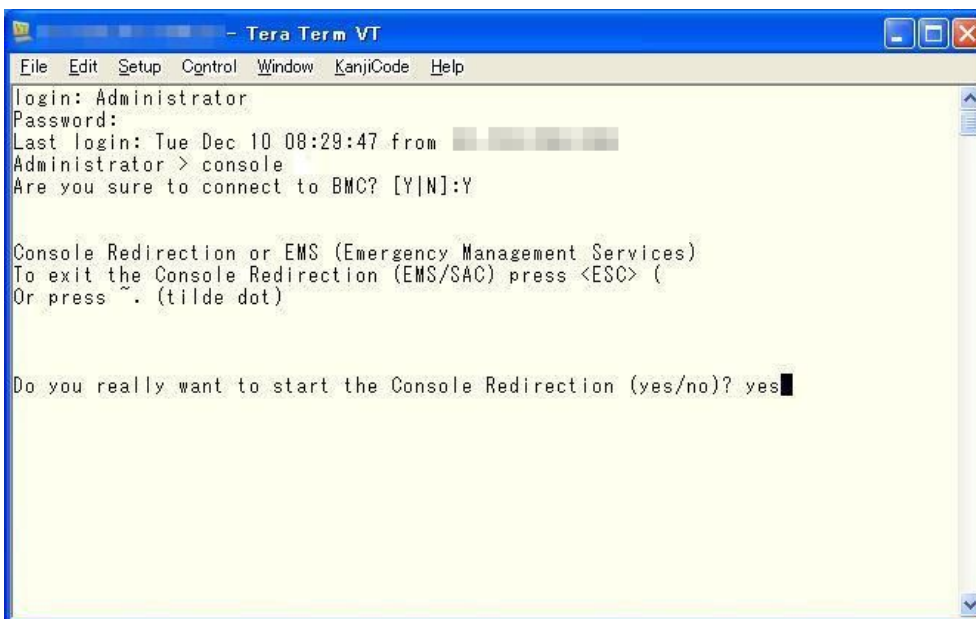 - Tera Term VT
File Edit Setup Control Window KanjiCode Help
login: Administrator
Password:
Last login: Tue Dec 10 08:29:47 from
Administrator > console
Are you sure to connect to BMC? [Y|N]:Y
Console Redirection or EMS (Emergency Management Services)
To exit the Console Redirection (EMS/SAC) press <ESC> (
Or press ~. (tilde dot)
Do you really want to start the Console Redirection (yes/no)? yes